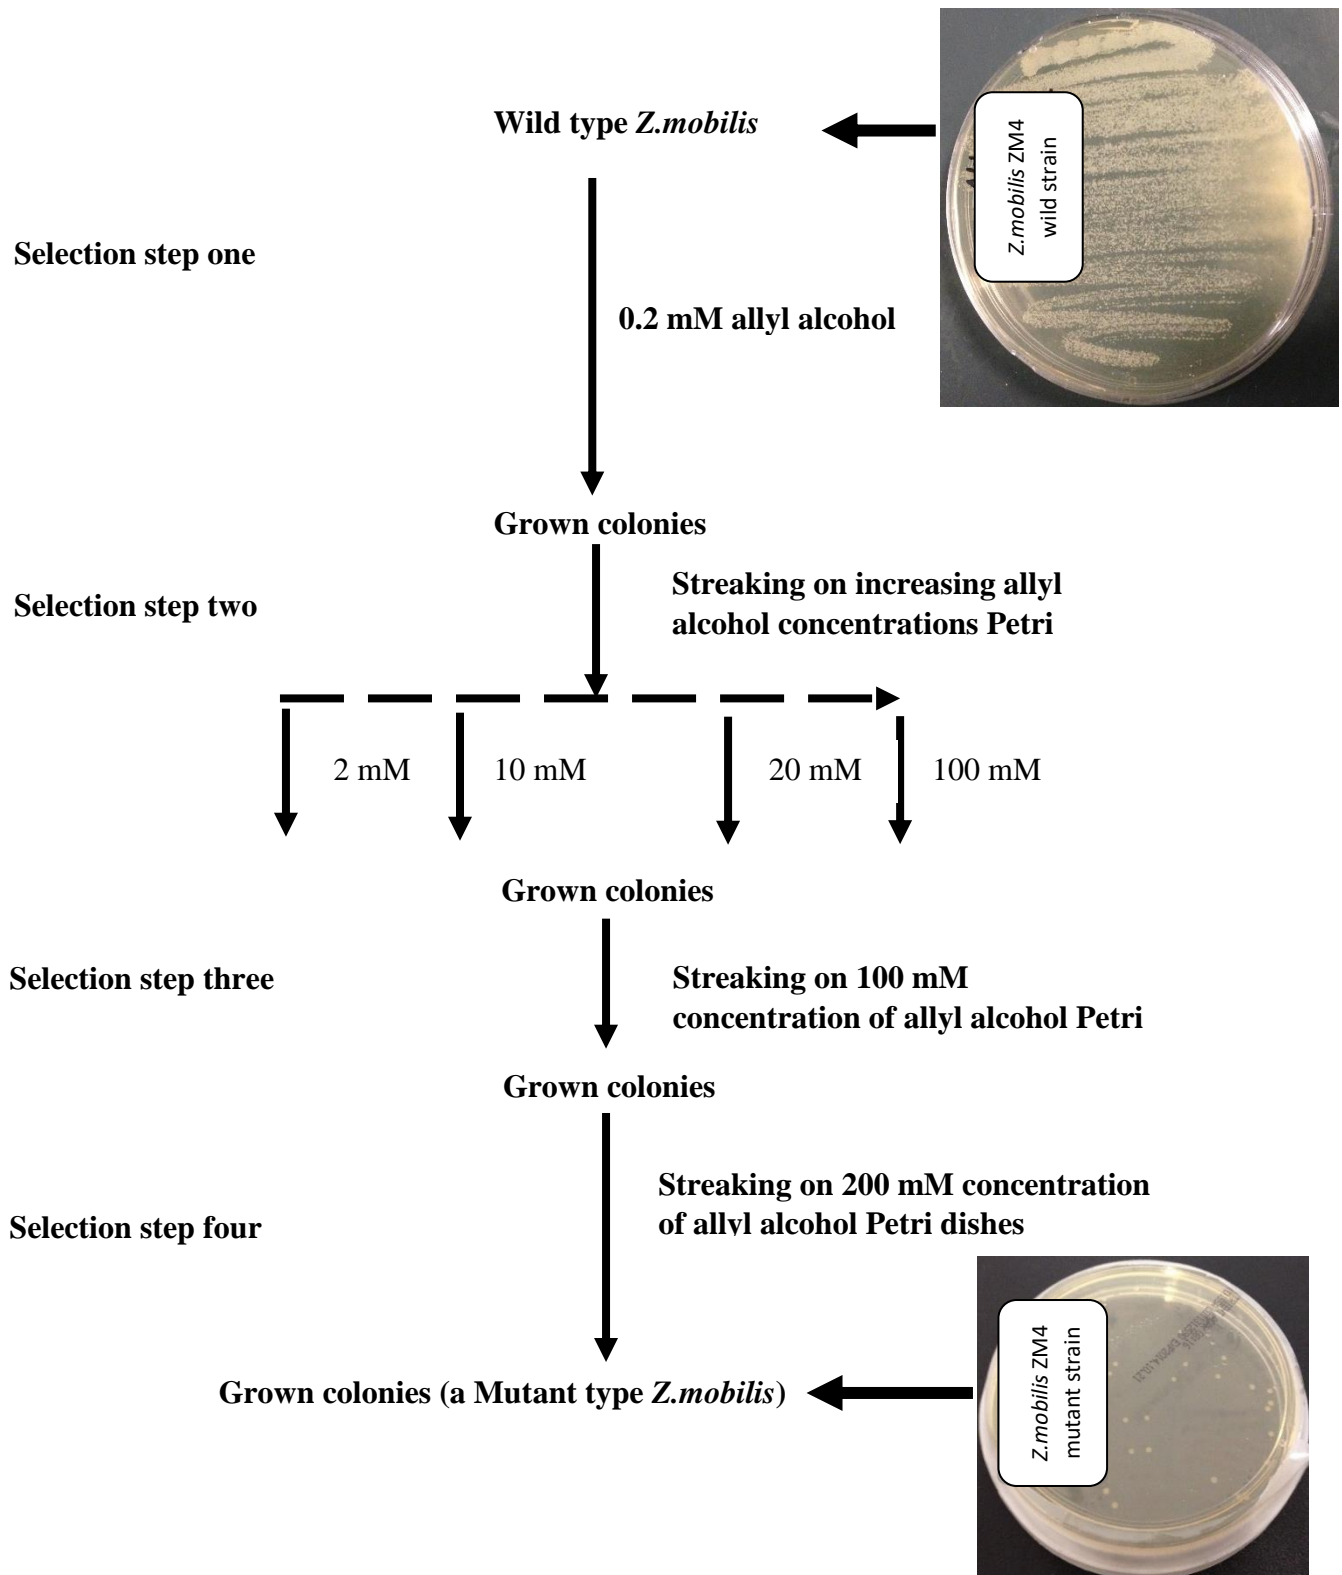 Wild type Z.mobilis
Z.mobilis ZM4
wild strain
Selection step one
0.2 mM allyl alcohol
Grown colonies
Selection step two
Streaking on increasing allyl
alcohol concentrations Petri
2 mM
10 mM
20 mM
100 mM
Grown colonies
Selection step three
Streaking on 100 mM
concentration of allyl alcohol Petri
Grown colonies
Selection step four
Streaking on 200 mM concentration
of allyl alcohol Petri dishes
Z.mobilis ZM4
mutant strain
Grown colonies (a Mutant type Z.mobilis)